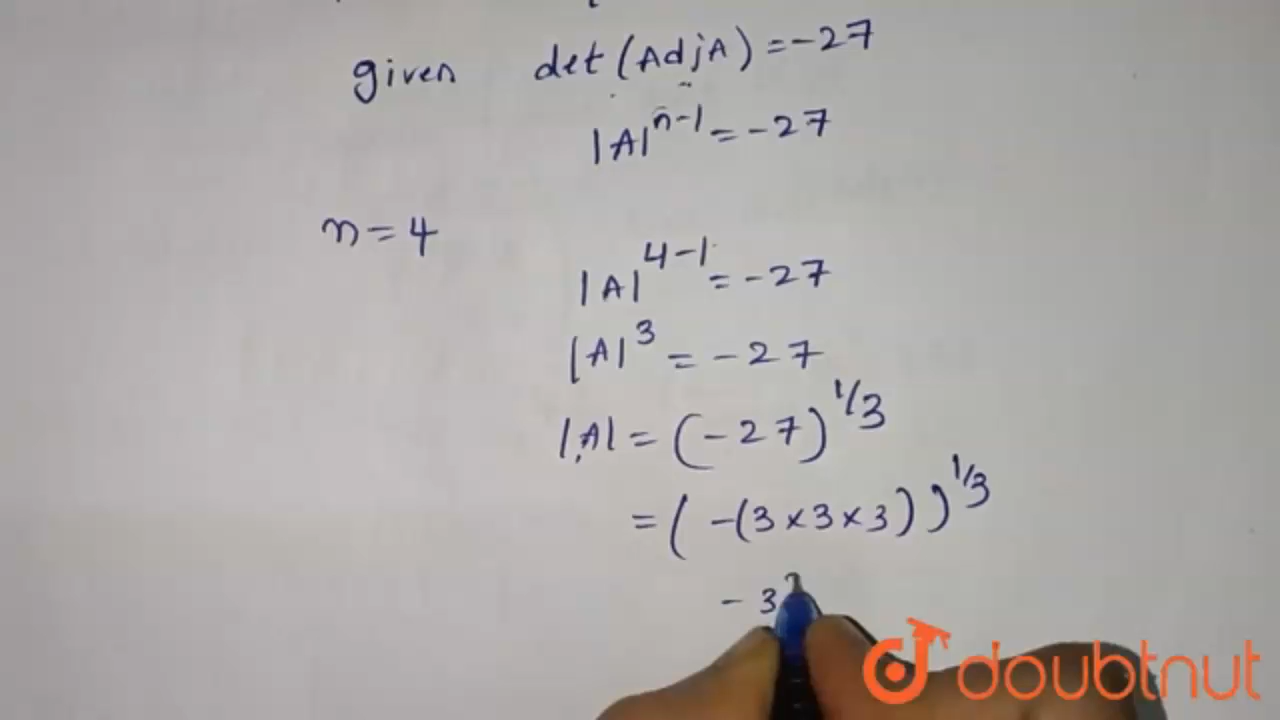 given det (AdjA) = -27
|A|^{n-1} = -27
n = 4
|A|^{4-1} = -27
|A|^3 = -27
|A| = (-27)^{1/3}
= (-(3×3×3))^{1/3}
- 3
doubtnut